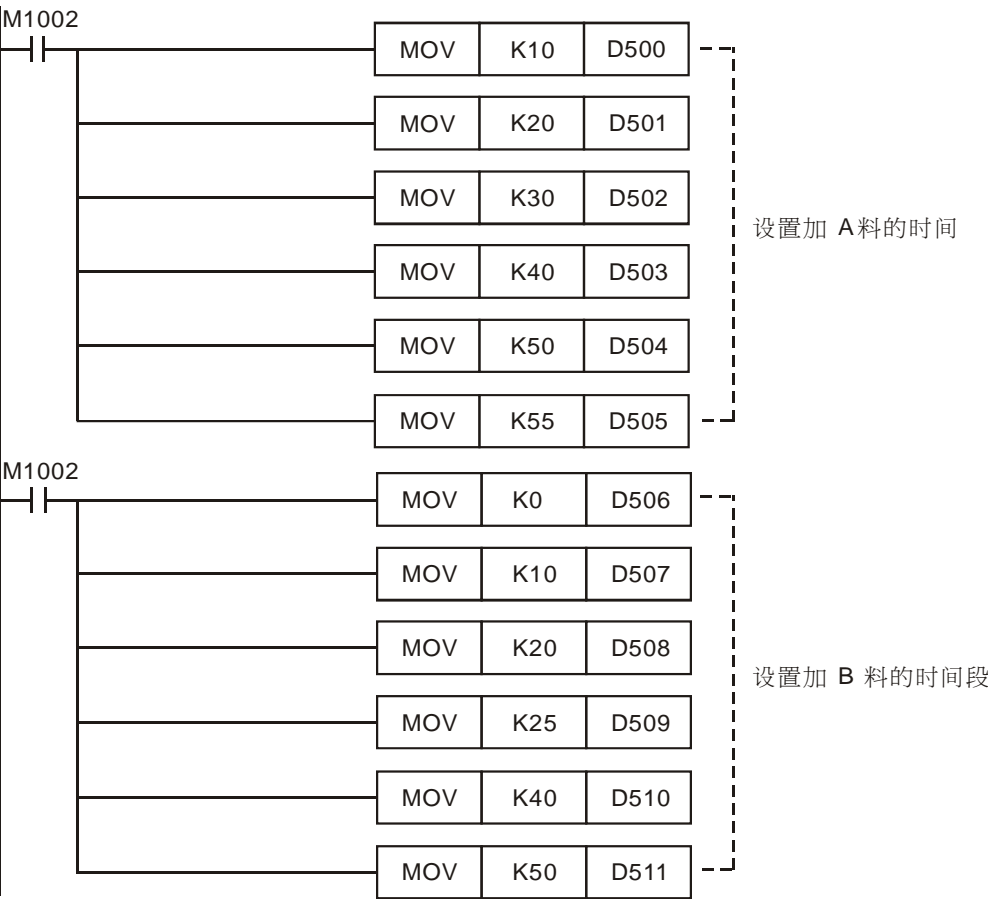 M1002
MOV K10 D500
MOV K20 D501
MOV K30 D502
设置加 A料的时间
MOV K40 D503
MOV K50 D504
MOV K55 D505
M1002
MOV K0 D506
MOV K10 D507
MOV K20 D508
设置加 B 料的时间段
MOV K25 D509
MOV K40 D510
MOV K50 D511